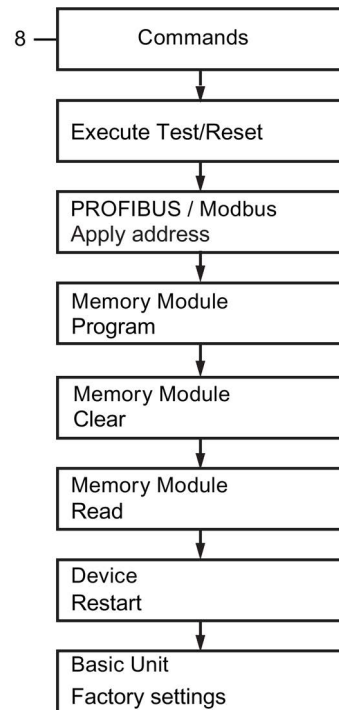 8
Commands
Execute Test/Reset
PROFIBUS / Modbus
Apply address
Memory Module
Program
Memory Module
Clear
Memory Module
Read
Device
Restart
Basic Unit
Factory settings